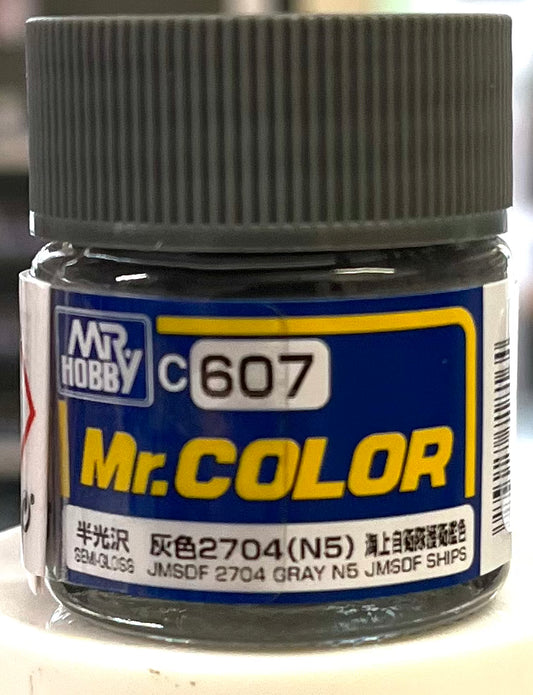 MR HOBBY
C607
Mr.COLOR
半光沢 灰色2704(N5) 海上自衛隊護衛艦色
SEMI-GLOSS JMSDF 2704 GRAY N5 JMSDF SHIPS